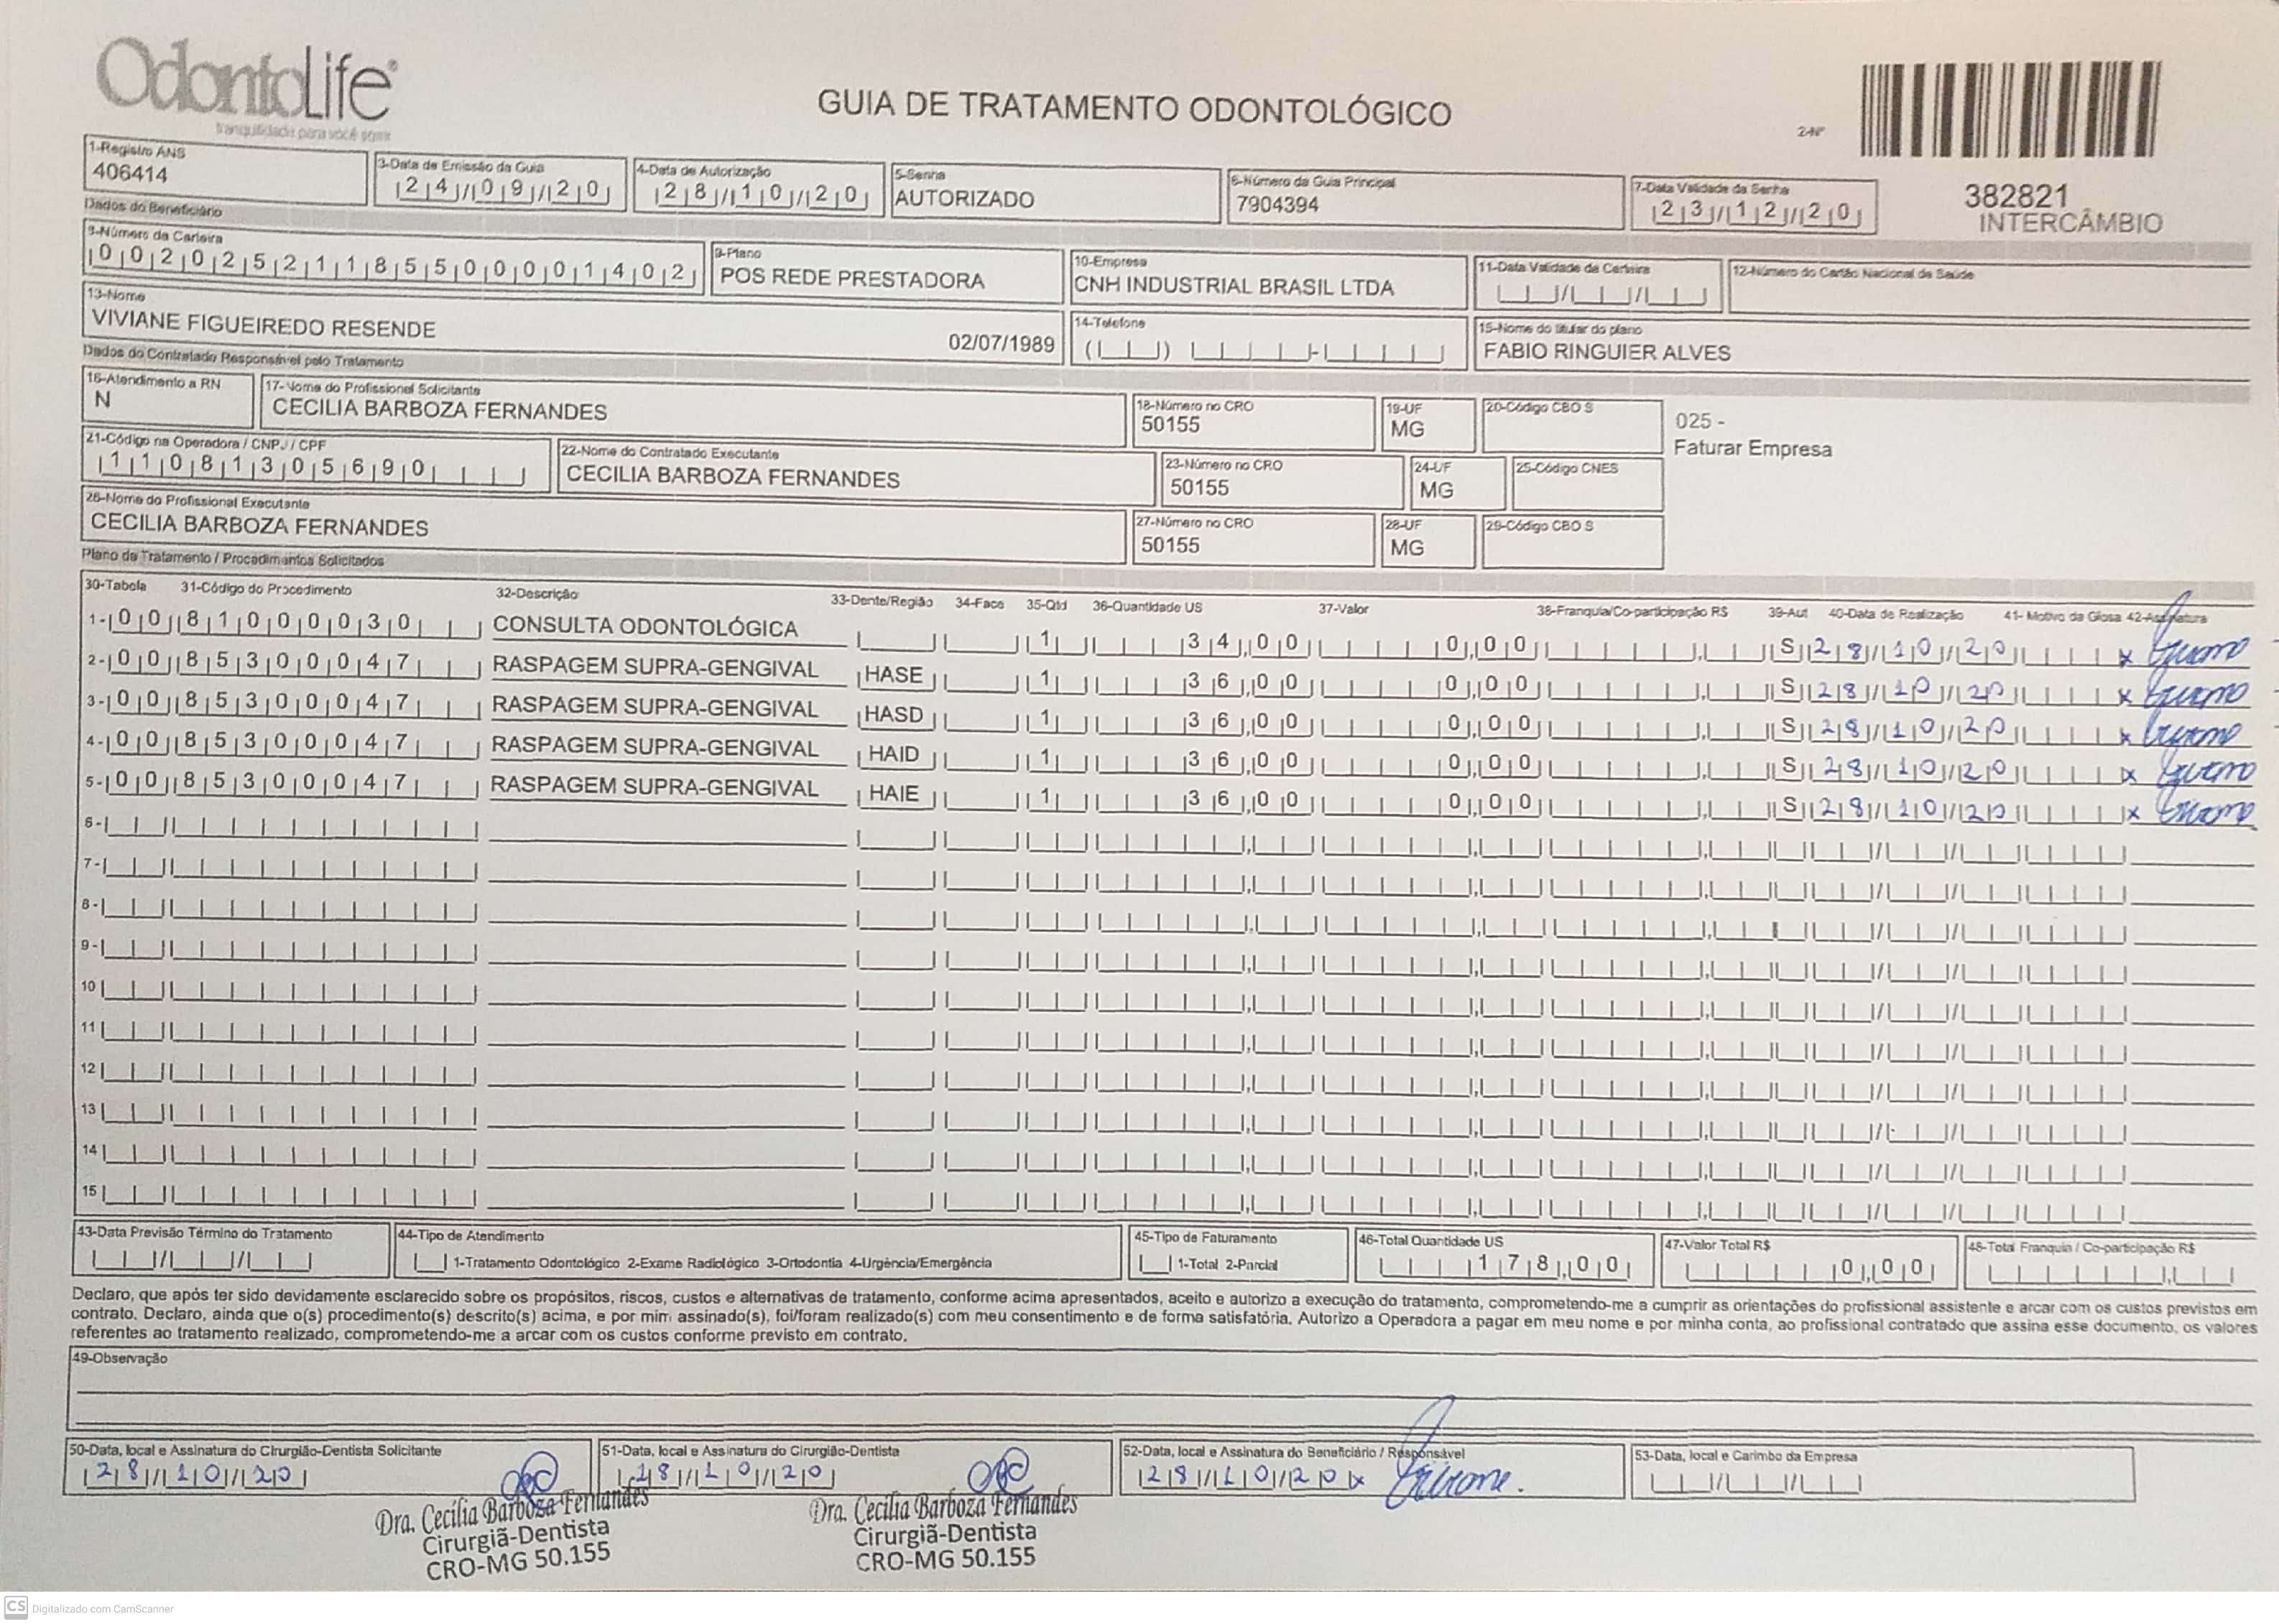 OdontoLife®
tranquilidade para você sorrir
GUIA DE TRATAMENTO ODONTOLÓGICO
2-Nº
382821
INTERCÂMBIO
1-Registro ANS
406414
3-Data de Emissão da Guia
24/09/20
4-Data de Autorização
28/10/20
5-Senha
AUTORIZADO
6-Número da Guia Principal
7904394
7-Data Validade da Senha
23/12/20
Dados do Beneficiário
8-Número da Carteira
00202521185500001402
9-Plano
POS REDE PRESTADORA
10-Empresa
CNH INDUSTRIAL BRASIL LTDA
11-Data Validade da Carteira
12-Número do Cartão Nacional de Saúde
13-Nome
VIVIANE FIGUEIREDO RESENDE 02/07/1989
14-Telefone
15-Nome do titular do plano
FABIO RINGUIER ALVES
Dados do Contratado Responsável pelo Tratamento
16-Atendimento a RN
N
17-Nome do Profissional Solicitante
CECILIA BARBOZA FERNANDES
18-Número no CRO
50155
19-UF
MG
20-Código CBO S
025 -
Faturar Empresa
21-Código na Operadora / CNPJ / CPF
11081305690
22-Nome do Contratado Executante
CECILIA BARBOZA FERNANDES
23-Número no CRO
50155
24-UF
MG
25-Código CNES
26-Nome do Profissional Executante
CECILIA BARBOZA FERNANDES
27-Número no CRO
50155
28-UF
MG
29-Código CBO S
Plano de Tratamento / Procedimentos Solicitados
30-Tabela 31-Código do Procedimento 32-Descrição 33-Dente/Região 34-Face 35-Qtd 36-Quantidade US 37-Valor 38-Franquia/Co-participação R$ 39-Aut 40-Data de Realização 41- Motivo da Glosa 42-Assinatura
1- 00 81000030 CONSULTA ODONTOLÓGICA 1 34,00 0,00 S 28/10/20 x
2- 00 85300047 RASPAGEM SUPRA-GENGIVAL HASE 1 36,00 0,00 S 28/10/20 x
3- 00 85300047 RASPAGEM SUPRA-GENGIVAL HASD 1 36,00 0,00 S 28/10/20 x
4- 00 85300047 RASPAGEM SUPRA-GENGIVAL HAID 1 36,00 0,00 S 28/10/20 x
5- 00 85300047 RASPAGEM SUPRA-GENGIVAL HAIE 1 36,00 0,00 S 28/10/20 x
6-
7-
8-
9-
10
11
12
13
14
15
43-Data Previsão Término do Tratamento
44-Tipo de Atendimento
1-Tratamento Odontológico 2-Exame Radiológico 3-Ortodontia 4-Urgência/Emergência
45-Tipo de Faturamento
1-Total 2-Parcial
46-Total Quantidade US
178,00
47-Valor Total R$
0,00
48-Total Franquia / Co-participação R$
Declaro, que após ter sido devidamente esclarecido sobre os propósitos, riscos, custos e alternativas de tratamento, conforme acima apresentados, aceito e autorizo a execução do tratamento, comprometendo-me a cumprir as orientações do profissional assistente e arcar com os custos previstos em
contrato. Declaro, ainda que o(s) procedimento(s) descrito(s) acima, e por mim assinado(s), foi/foram realizado(s) com meu consentimento e de forma satisfatória. Autorizo a Operadora a pagar em meu nome e por minha conta, ao profissional contratado que assina esse documento, os valores
referentes ao tratamento realizado, comprometendo-me a arcar com os custos conforme previsto em contrato.
49-Observação
50-Data, local e Assinatura do Cirurgião-Dentista Solicitante
28/10/20
51-Data, local e Assinatura do Cirurgião-Dentista
28/10/20
52-Data, local e Assinatura do Beneficiário / Responsável
28/10/20 x
53-Data, local e Carimbo da Empresa
Dra. Cecília Barboza Fernandes
Cirurgiã-Dentista
CRO-MG 50.155
Dra. Cecília Barboza Fernandes
Cirurgiã-Dentista
CRO-MG 50.155
CS Digitalizado com CamScanner